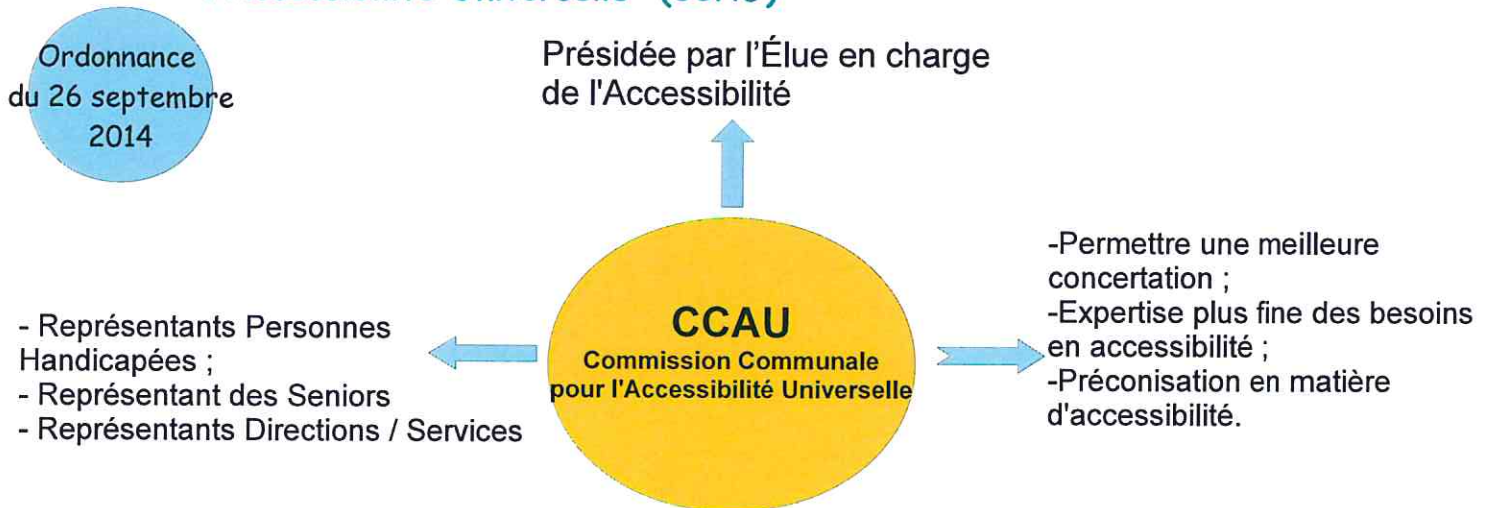 Ordonnance
du 26 septembre
2014
Présidée par l'Élue en charge
de l'Accessibilité
CCAU
Commission Communale
pour l'Accessibilité Universelle
- Représentants Personnes
Handicapées ;
- Représentant des Seniors
- Représentants Directions / Services
-Permettre une meilleure
concertation ;
-Expertise plus fine des besoins
en accessibilité ;
-Préconisation en matière
d'accessibilité.